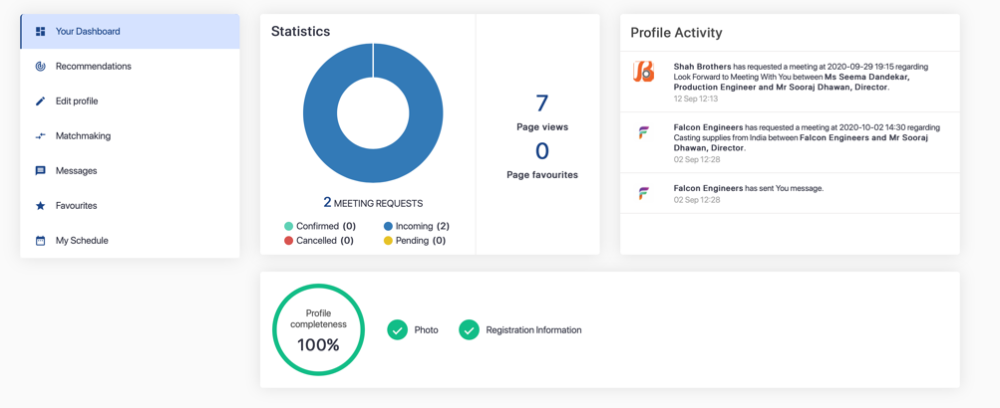 Your Dashboard
Recommendations
Edit profile
Matchmaking
Messages
Favourites
My Schedule
Statistics
2 MEETING REQUESTS
Confirmed (0)
Incoming (2)
Cancelled (0)
Pending (0)
7
Page views
0
Page favourites
Profile Activity
Shah Brothers has requested a meeting at 2020-09-29 19:15 regarding
Look Forward to Meeting With You between Ms Seema Dandekar,
Production Engineer and Mr Sooraj Dhawan, Director.
12 Sep 12:13
Falcon Engineers has requested a meeting at 2020-10-02 14:30 regarding
Casting supplies from India between Falcon Engineers and Mr Sooraj
Dhawan, Director.
02 Sep 12:28
Falcon Engineers has sent You message.
02 Sep 12:28
Profile
completeness
100%
Photo
Registration Information